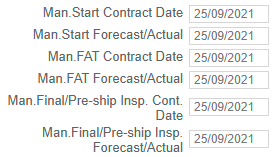 Man.Start Contract Date 25/09/2021
Man.Start Forecast/Actual 25/09/2021
Man.FAT Contract Date 25/09/2021
Man.FAT Forecast/Actual 25/09/2021
Man.Final/Pre-ship Insp. Cont.
Date 25/09/2021
Man.Final/Pre-ship Insp.
Forecast/Actual 25/09/2021